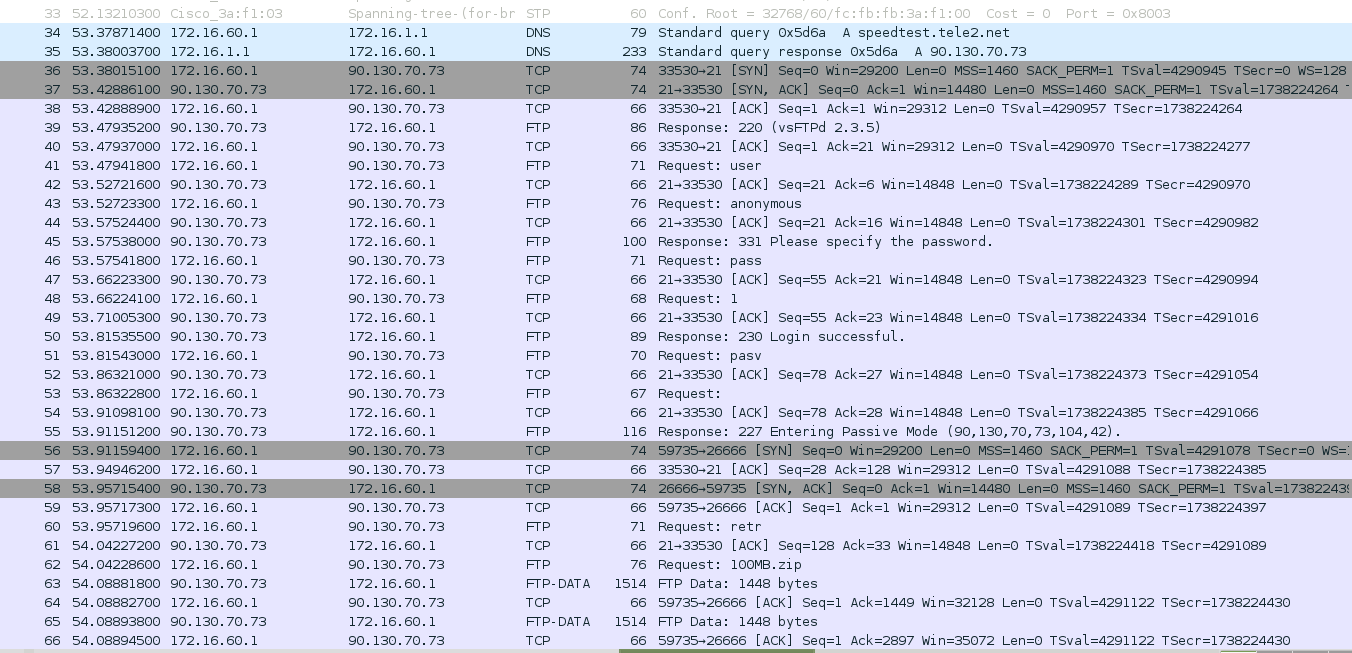 33 52.13210300 Cisco_3a:f1:03 Spanning-tree-(for-br STP 60 Conf. Root = 32768/60/fc:fb:fb:3a:f1:00 Cost = 0 Port = 0x8003
34 53.37871400 172.16.60.1 172.16.1.1 DNS 79 Standard query 0x5d6a A speedtest.tele2.net
35 53.38003700 172.16.1.1 172.16.60.1 DNS 233 Standard query response 0x5d6a A 90.130.70.73
36 53.38015100 172.16.60.1 90.130.70.73 TCP 74 33530→21 [SYN] Seq=0 Win=29200 Len=0 MSS=1460 SACK_PERM=1 TSval=4290945 TSecr=0 WS=128
37 53.42886100 90.130.70.73 172.16.60.1 TCP 74 21→33530 [SYN, ACK] Seq=0 Ack=1 Win=14480 Len=0 MSS=1460 SACK_PERM=1 TSval=1738224264
38 53.42888900 172.16.60.1 90.130.70.73 TCP 66 33530→21 [ACK] Seq=1 Ack=1 Win=29312 Len=0 TSval=4290957 TSecr=1738224264
39 53.47935200 90.130.70.73 172.16.60.1 FTP 86 Response: 220 (vsFTPd 2.3.5)
40 53.47937000 172.16.60.1 90.130.70.73 TCP 66 33530→21 [ACK] Seq=1 Ack=21 Win=29312 Len=0 TSval=4290970 TSecr=1738224277
41 53.47941800 172.16.60.1 90.130.70.73 FTP 71 Request: user
42 53.52721600 90.130.70.73 172.16.60.1 TCP 66 21→33530 [ACK] Seq=21 Ack=6 Win=14848 Len=0 TSval=1738224289 TSecr=4290970
43 53.52723300 172.16.60.1 90.130.70.73 FTP 76 Request: anonymous
44 53.57524400 90.130.70.73 172.16.60.1 TCP 66 21→33530 [ACK] Seq=21 Ack=16 Win=14848 Len=0 TSval=1738224301 TSecr=4290982
45 53.57538000 90.130.70.73 172.16.60.1 FTP 100 Response: 331 Please specify the password.
46 53.57541800 172.16.60.1 90.130.70.73 FTP 71 Request: pass
47 53.66223300 90.130.70.73 172.16.60.1 TCP 66 21→33530 [ACK] Seq=55 Ack=21 Win=14848 Len=0 TSval=1738224323 TSecr=4290994
48 53.66224100 172.16.60.1 90.130.70.73 FTP 68 Request: 1
49 53.71005300 90.130.70.73 172.16.60.1 TCP 66 21→33530 [ACK] Seq=55 Ack=23 Win=14848 Len=0 TSval=1738224334 TSecr=4291016
50 53.81535500 90.130.70.73 172.16.60.1 FTP 89 Response: 230 Login successful.
51 53.81543000 172.16.60.1 90.130.70.73 FTP 70 Request: pasv
52 53.86321000 90.130.70.73 172.16.60.1 TCP 66 21→33530 [ACK] Seq=78 Ack=27 Win=14848 Len=0 TSval=1738224373 TSecr=4291054
53 53.86322800 172.16.60.1 90.130.70.73 FTP 67 Request:
54 53.91098100 90.130.70.73 172.16.60.1 TCP 66 21→33530 [ACK] Seq=78 Ack=28 Win=14848 Len=0 TSval=1738224385 TSecr=4291066
55 53.91151200 90.130.70.73 172.16.60.1 FTP 116 Response: 227 Entering Passive Mode (90,130,70,73,104,42).
56 53.91159400 172.16.60.1 90.130.70.73 TCP 74 59735→26666 [SYN] Seq=0 Win=29200 Len=0 MSS=1460 SACK_PERM=1 TSval=4291078 TSecr=0 WS=
57 53.94946200 172.16.60.1 90.130.70.73 TCP 66 33530→21 [ACK] Seq=28 Ack=128 Win=29312 Len=0 TSval=4291088 TSecr=1738224385
58 53.95715400 90.130.70.73 172.16.60.1 TCP 74 26666→59735 [SYN, ACK] Seq=0 Ack=1 Win=14480 Len=0 MSS=1460 SACK_PERM=1 TSval=173822439
59 53.95717300 172.16.60.1 90.130.70.73 TCP 66 59735→26666 [ACK] Seq=1 Ack=1 Win=29312 Len=0 TSval=4291089 TSecr=1738224397
60 53.95719600 172.16.60.1 90.130.70.73 FTP 71 Request: retr
61 54.04227200 90.130.70.73 172.16.60.1 TCP 66 21→33530 [ACK] Seq=128 Ack=33 Win=14848 Len=0 TSval=1738224418 TSecr=4291089
62 54.04228600 172.16.60.1 90.130.70.73 FTP 76 Request: 100MB.zip
63 54.08881800 90.130.70.73 172.16.60.1 FTP-DATA 1514 FTP Data: 1448 bytes
64 54.08882700 172.16.60.1 90.130.70.73 TCP 66 59735→26666 [ACK] Seq=1 Ack=1449 Win=32128 Len=0 TSval=4291122 TSecr=1738224430
65 54.08893800 90.130.70.73 172.16.60.1 FTP-DATA 1514 FTP Data: 1448 bytes
66 54.08894500 172.16.60.1 90.130.70.73 TCP 66 59735→26666 [ACK] Seq=1 Ack=2897 Win=35072 Len=0 TSval=4291122 TSecr=1738224430